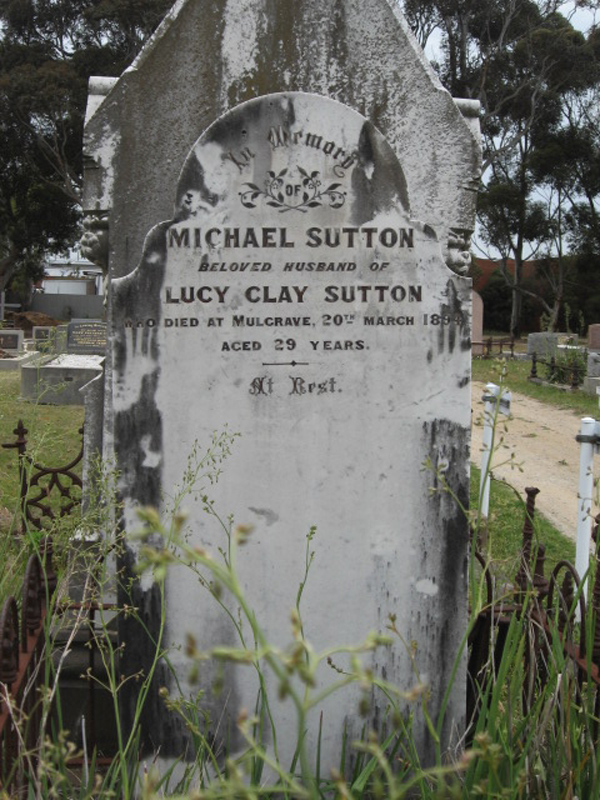 In Memory
OF
MICHAEL SUTTON
BELOVED HUSBAND OF
LUCY CLAY SUTTON
WHO DIED AT MULGRAVE, 20TH MARCH 1894
AGED 29 YEARS.
At Rest.